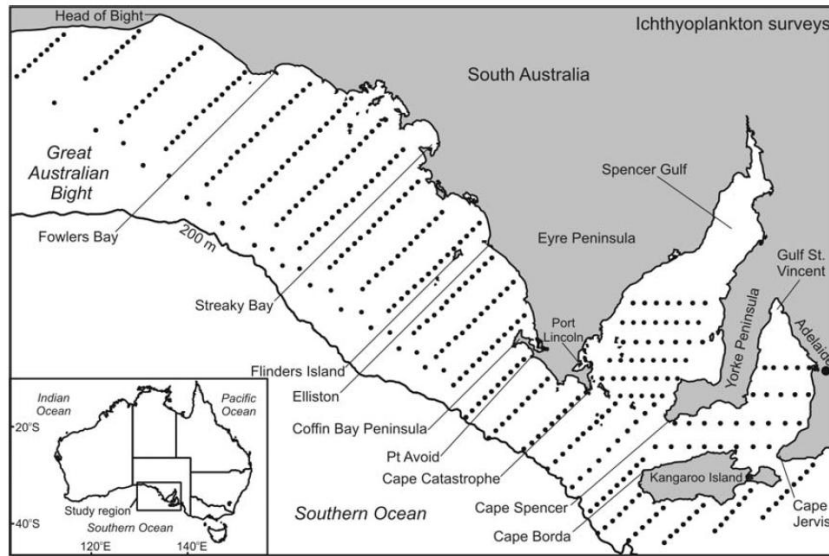 Head of Bight
Ichthyoplankton surveys
South Australia
Great
Australian
Bight
Spencer Gulf
Fowlers Bay
200 m
Eyre Peninsula
Gulf St.
Vincent
Streaky Bay
Port
Lincoln
Yorke Peninsula
Adelaide
Flinders Island
Elliston
Coffin Bay Peninsula
Pt Avoid
Cape Catastrophe
Kangaroo Island
Cape Spencer
Cape
Jervis
Cape Borda
Southern Ocean
Indian
Ocean
Pacific
Ocean
20°S
Study region
Southern Ocean
40°S
120°E
140°E